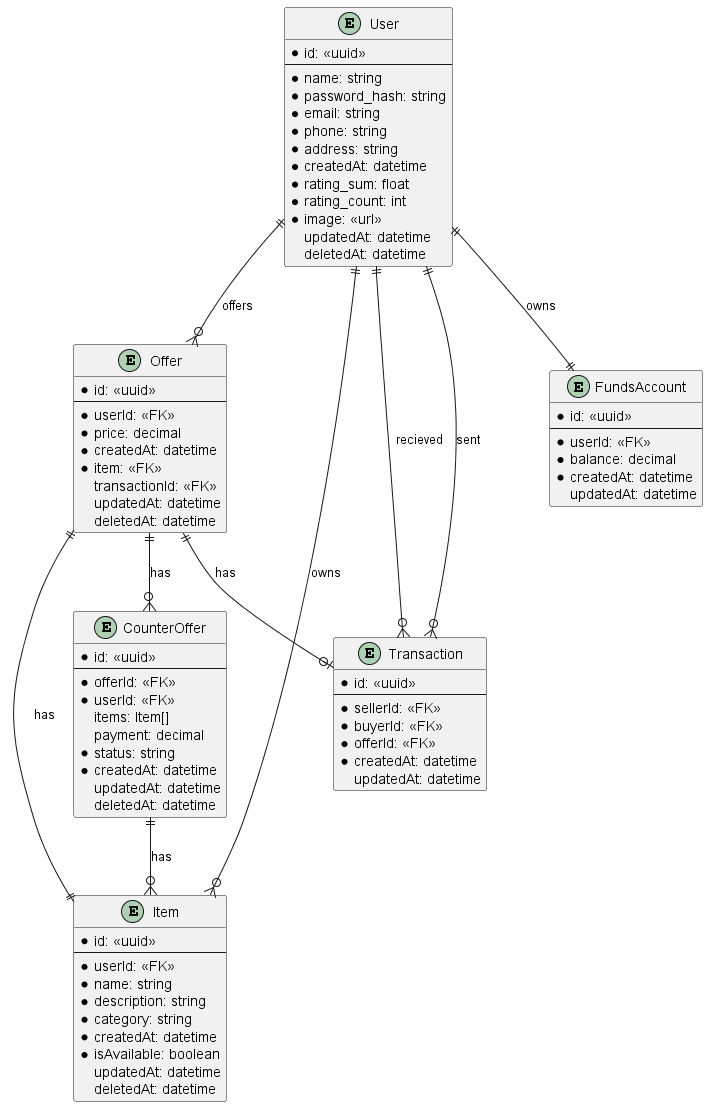 E User
id: «uuid»
name: string
password_hash: string
email: string
phone: string
address: string
createdAt: datetime
rating_sum: float
rating_count: int
image: «url»
updatedAt: datetime
deletedAt: datetime
offers
owns
E Offer
id: «uuid»
userId: «FK»
price: decimal
createdAt: datetime
item: «FK»
transactionId: «FK»
updatedAt: datetime
deletedAt: datetime
E FundsAccount
id: «uuid»
userId: «FK»
balance: decimal
createdAt: datetime
updatedAt: datetime
recieved
sent
has
has
owns
E CounterOffer
id: «uuid»
offerId: «FK»
userId: «FK»
items: Item[]
payment: decimal
status: string
createdAt: datetime
updatedAt: datetime
deletedAt: datetime
E Transaction
id: «uuid»
sellerId: «FK»
buyerId: «FK»
offerId: «FK»
createdAt: datetime
updatedAt: datetime
has
has
E Item
id: «uuid»
userId: «FK»
name: string
description: string
category: string
createdAt: datetime
isAvailable: boolean
updatedAt: datetime
deletedAt: datetime